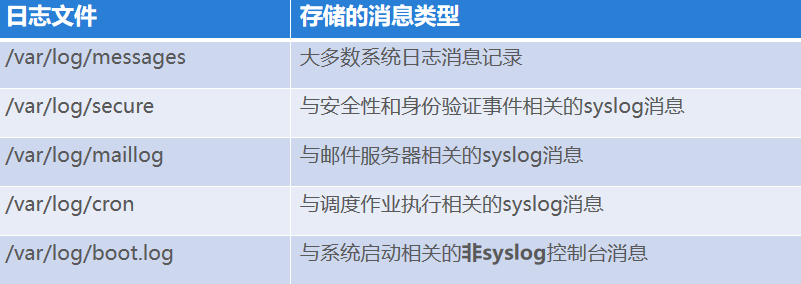 日志文件 存储的消息类型
/var/log/messages 大多数系统日志消息记录
/var/log/secure 与安全性和身份验证事件相关的syslog消息
/var/log/maillog 与邮件服务器相关的syslog消息
/var/log/cron 与调度作业执行相关的syslog消息
/var/log/boot.log 与系统启动相关的非syslog控制台消息